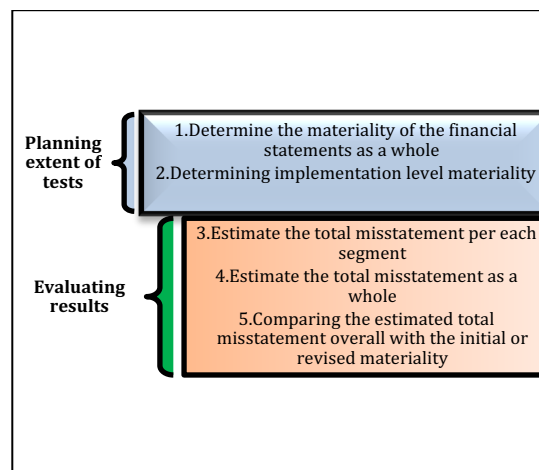 Planning
extent of
tests
1.Determine the materiality of the financial
statements as a whole
2.Determining implementation level materiality
Evaluating
results
3.Estimate the total misstatement per each
segment
4.Estimate the total misstatement as a
whole
5.Comparing the estimated total
misstatement overall with the initial or
revised materiality